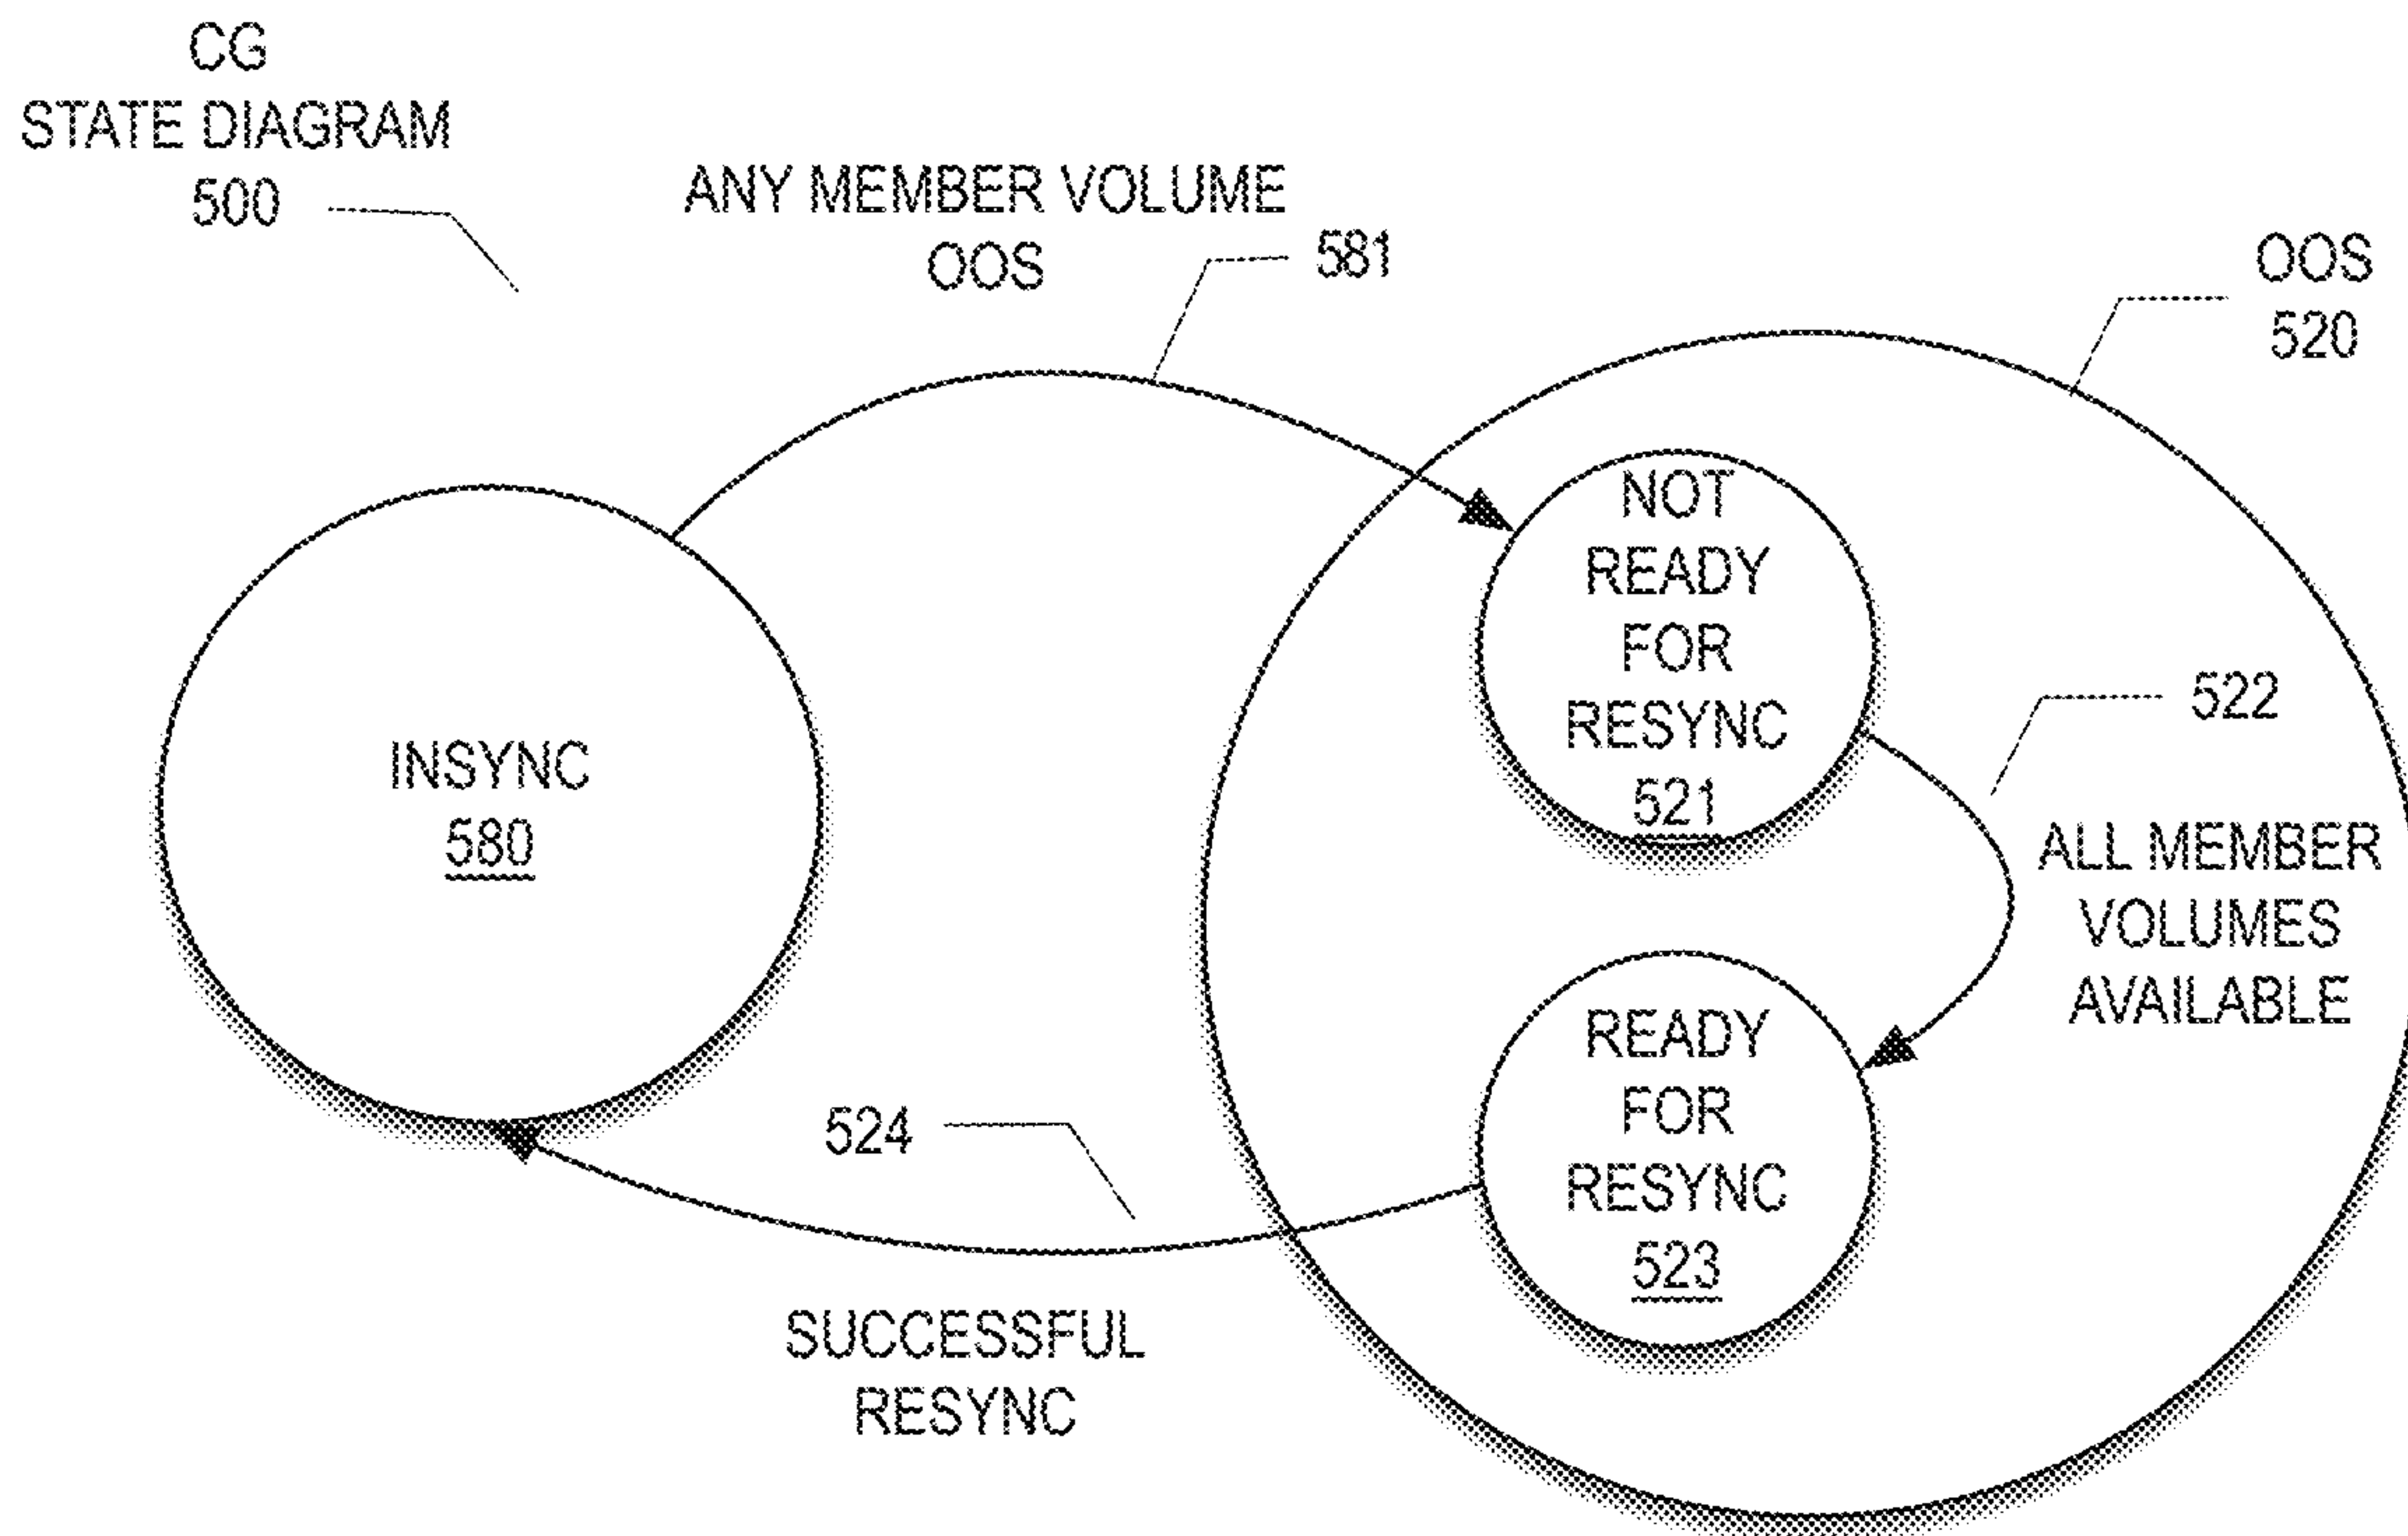 CG
STATE DIAGRAM
500
ANY MEMBER VOLUME
OOS
581
OOS
520
NOT
READY
FOR
RESYNC
521
522
INSYNC
580
ALL MEMBER
VOLUMES
AVAILABLE
READY
FOR
RESYNC
523
524
SUCCESSFUL
RESYNC